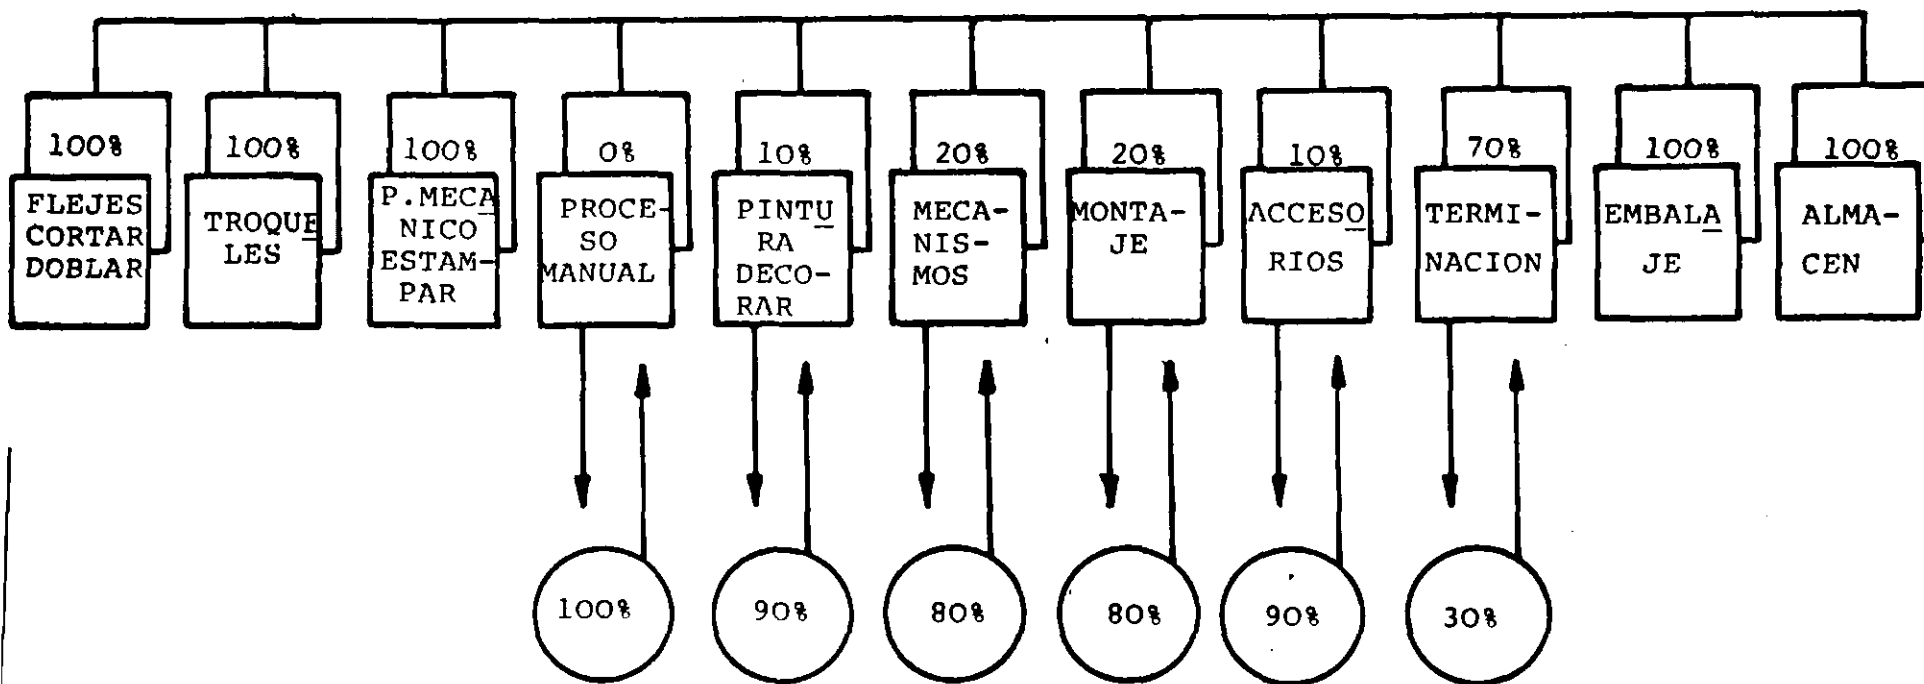 100%
FLEJES
CORTAR
DOBLAR
100%
TROQUE
LES
100%
P.MECA
NICO
ESTAM-
PAR
0%
PROCE-
SO
MANUAL
10%
PINTU
RA
DECO-
RAR
20%
MECA-
NIS-
MOS
20%
MONTA-
JE
10%
ACCESO
RIOS
70%
TERMI-
NACION
100%
EMBALA
JE
100%
ALMA-
CEN
100%
90%
80%
80%
90%
30%